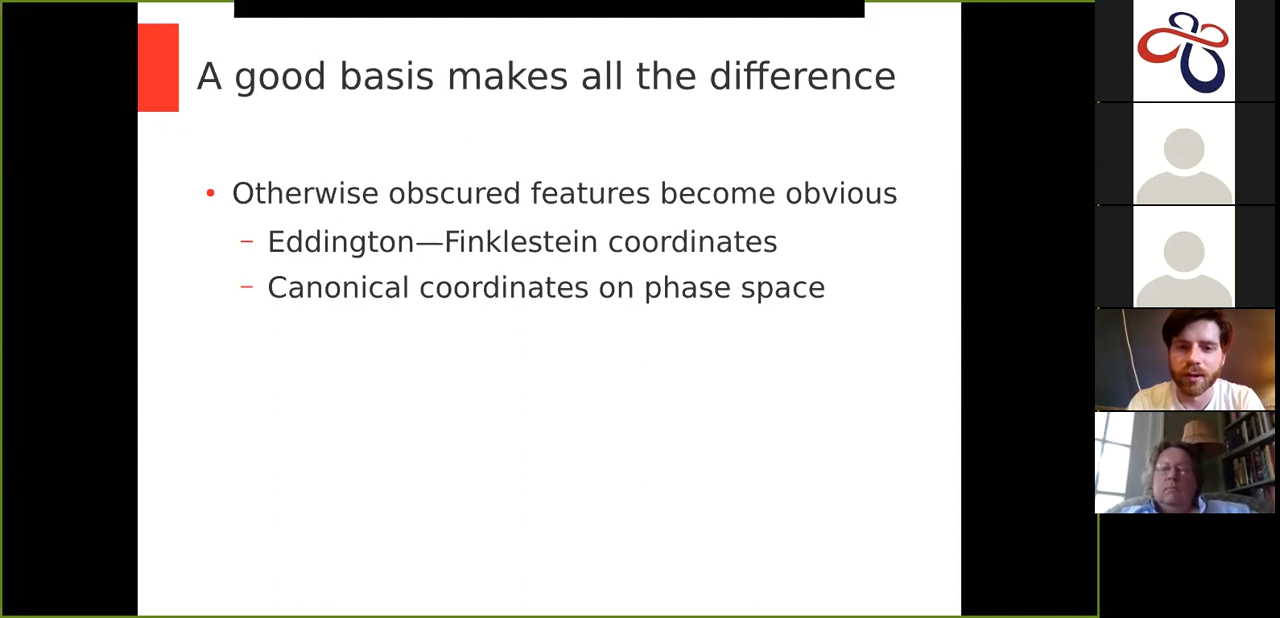 A good basis makes all the difference
• Otherwise obscured features become obvious
– Eddington—Finklestein coordinates
– Canonical coordinates on phase space